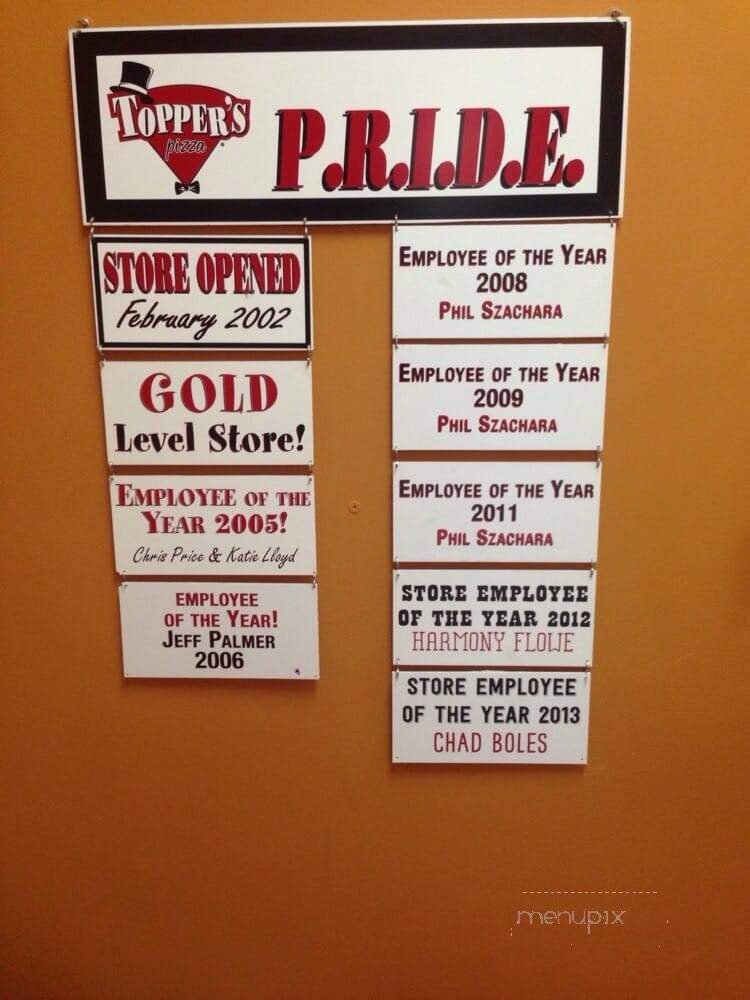 TOPPER'S
pizza
P.R.I.D.E.
STORE OPENED
February 2002
GOLD
Level Store!
EMPLOYEE OF THE
YEAR 2005!
Chris Price & Katie Lloyd
EMPLOYEE
OF THE YEAR!
JEFF PALMER
2006
EMPLOYEE OF THE YEAR
2008
PHIL SZACHARA
EMPLOYEE OF THE YEAR
2009
PHIL SZACHARA
EMPLOYEE OF THE YEAR
2011
PHIL SZACHARA
STORE EMPLOYEE
OF THE YEAR 2012
HARMONY FLOWE
STORE EMPLOYEE
OF THE YEAR 2013
CHAD BOLES
menupix